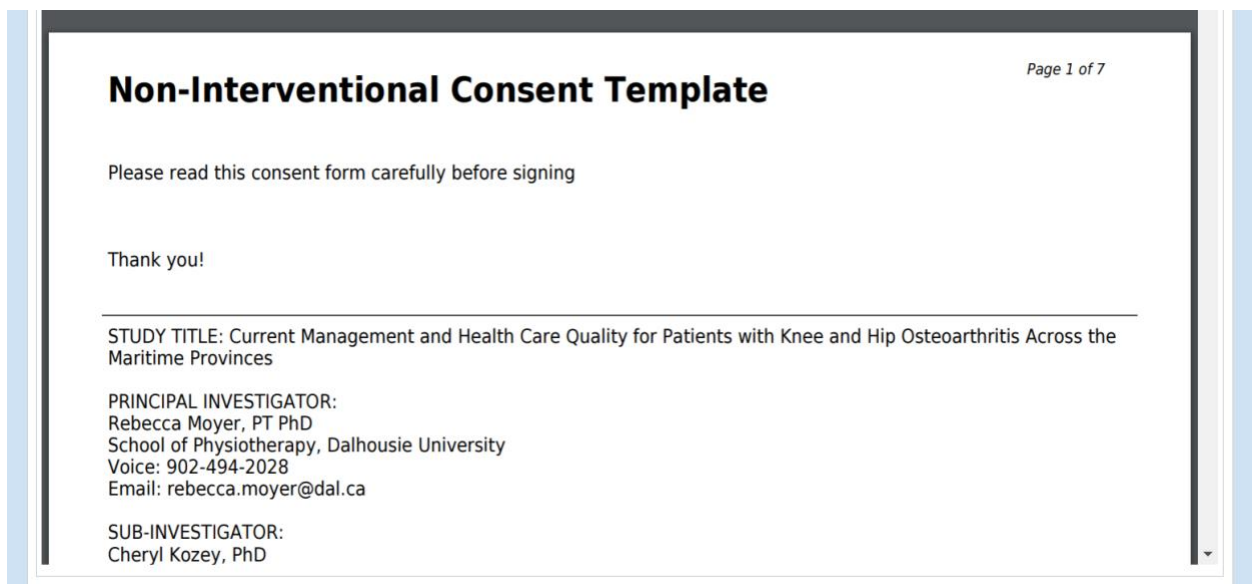 Page 1 of 7
Non-Interventional Consent Template
Please read this consent form carefully before signing
Thank you!
STUDY TITLE: Current Management and Health Care Quality for Patients with Knee and Hip Osteoarthritis Across the
Maritime Provinces
PRINCIPAL INVESTIGATOR:
Rebecca Moyer, PT PhD
School of Physiotherapy, Dalhousie University
Voice: 902-494-2028
Email: rebecca.moyer@dal.ca
SUB-INVESTIGATOR:
Cheryl Kozey, PhD